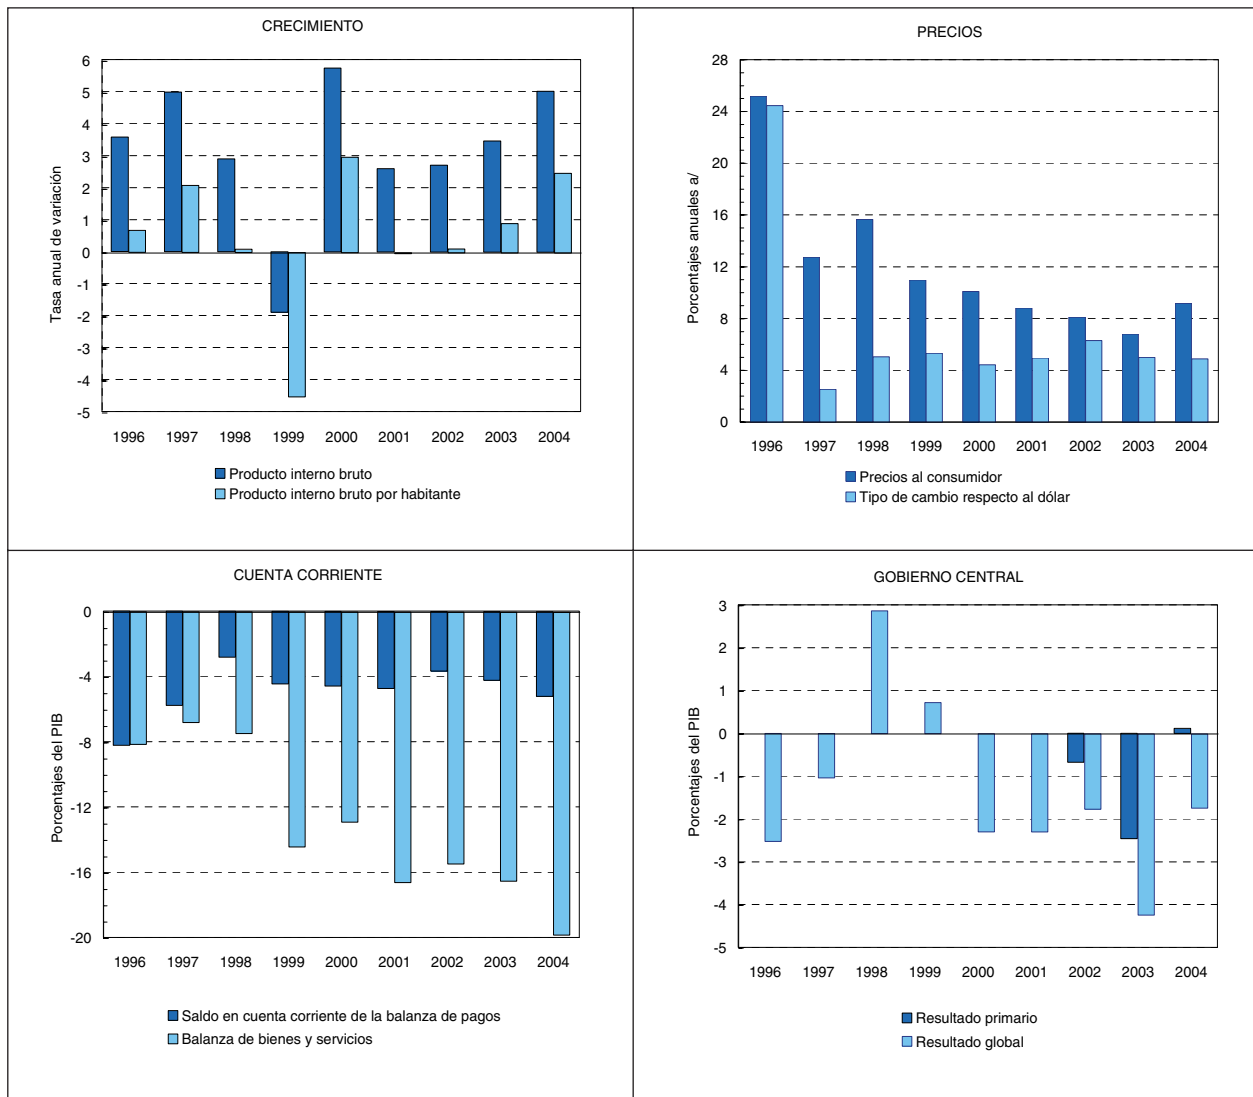 CRECIMIENTO
Tasa anual de variación
6
5
4
3
2
1
0
-1
-2
-3
-4
-5
1996 1997 1998 1999 2000 2001 2002 2003 2004
Producto interno bruto
Producto interno bruto por habitante
PRECIOS
Porcentajes anuales a/
28
24
20
16
12
8
4
0
1996 1997 1998 1999 2000 2001 2002 2003 2004
Precios al consumidor
Tipo de cambio respecto al dólar
CUENTA CORRIENTE
Porcentajes del PIB
0
-4
-8
-12
-16
-20
1996 1997 1998 1999 2000 2001 2002 2003 2004
Saldo en cuenta corriente de la balanza de pagos
Balanza de bienes y servicios
GOBIERNO CENTRAL
Porcentajes del PIB
3
2
1
0
-1
-2
-3
-4
-5
1996 1997 1998 1999 2000 2001 2002 2003 2004
Resultado primario
Resultado global